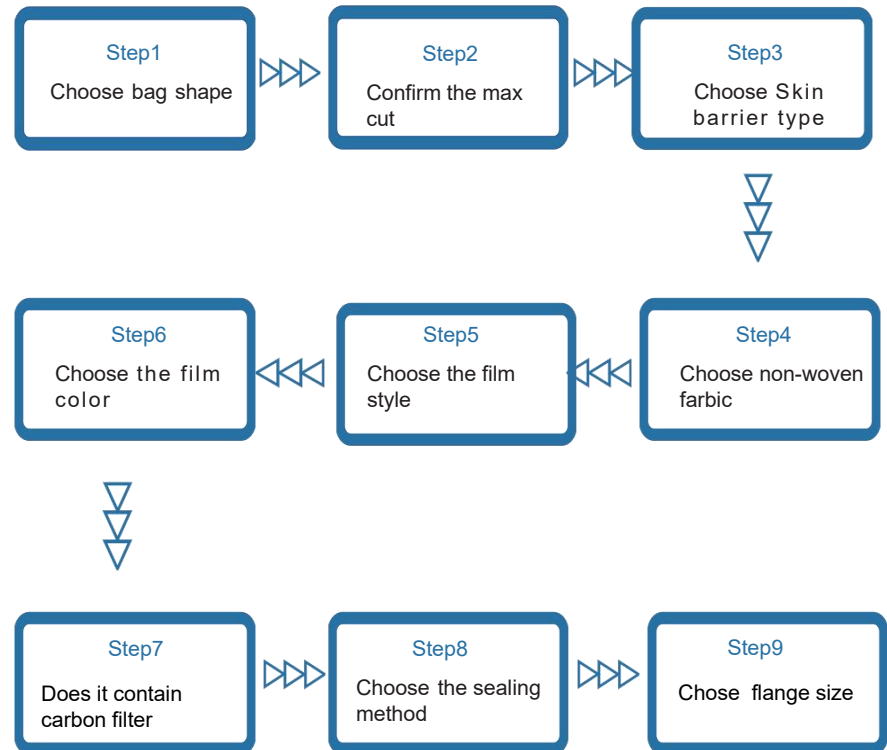 Step1
Choose bag shape
Step2
Confirm the max
cut
Step3
Choose Skin
barrier type
Step4
Choose non-woven
farbic
Step5
Choose the film
style
Step6
Choose the film
color
Step7
Does it contain
carbon filter
Step8
Choose the sealing
method
Step9
Chose flange size